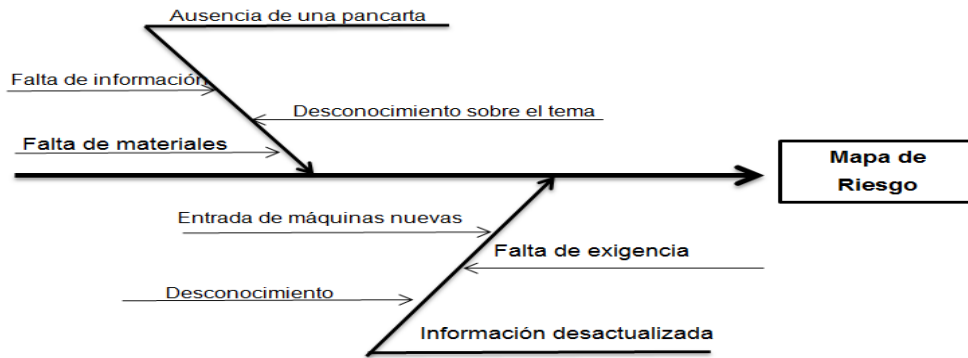 Ausencia de una pancarta
Falta de información
Desconocimiento sobre el tema
Falta de materiales
Mapa de
Riesgo
Entrada de máquinas nuevas
Falta de exigencia
Desconocimiento
Información desactualizada